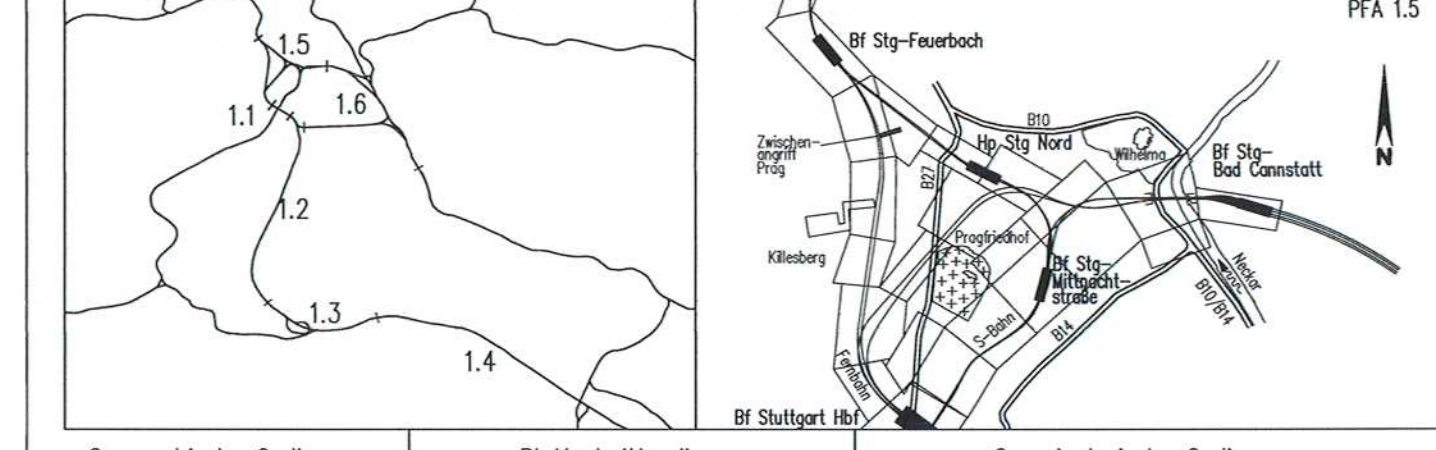 PFA 1.5
1.5
1.1
1.6
1.2
1.3
1.4
Bf Stg-Feuerbach
Zwischen-
angriff
Prag
B10
Hp Stg Nord
Wilhelma
Bf Stg-
Bad Cannstatt
N
B27
Pragfriedhof
Killesberg
Bf Stg-
Mittnacht-
straße
Neckar
B10/B14
S-Bahn
B14
Fernbahn
Bf Stuttgart Hbf